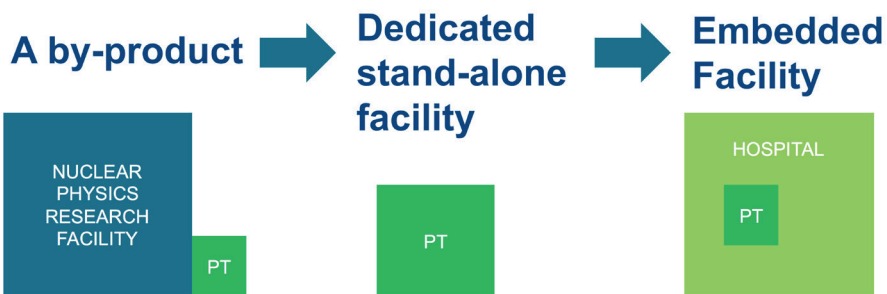 A by-product
Dedicated
stand-alone
facility
Embedded
Facility
NUCLEAR
PHYSICS
RESEARCH
FACILITY
PT
PT
HOSPITAL
PT